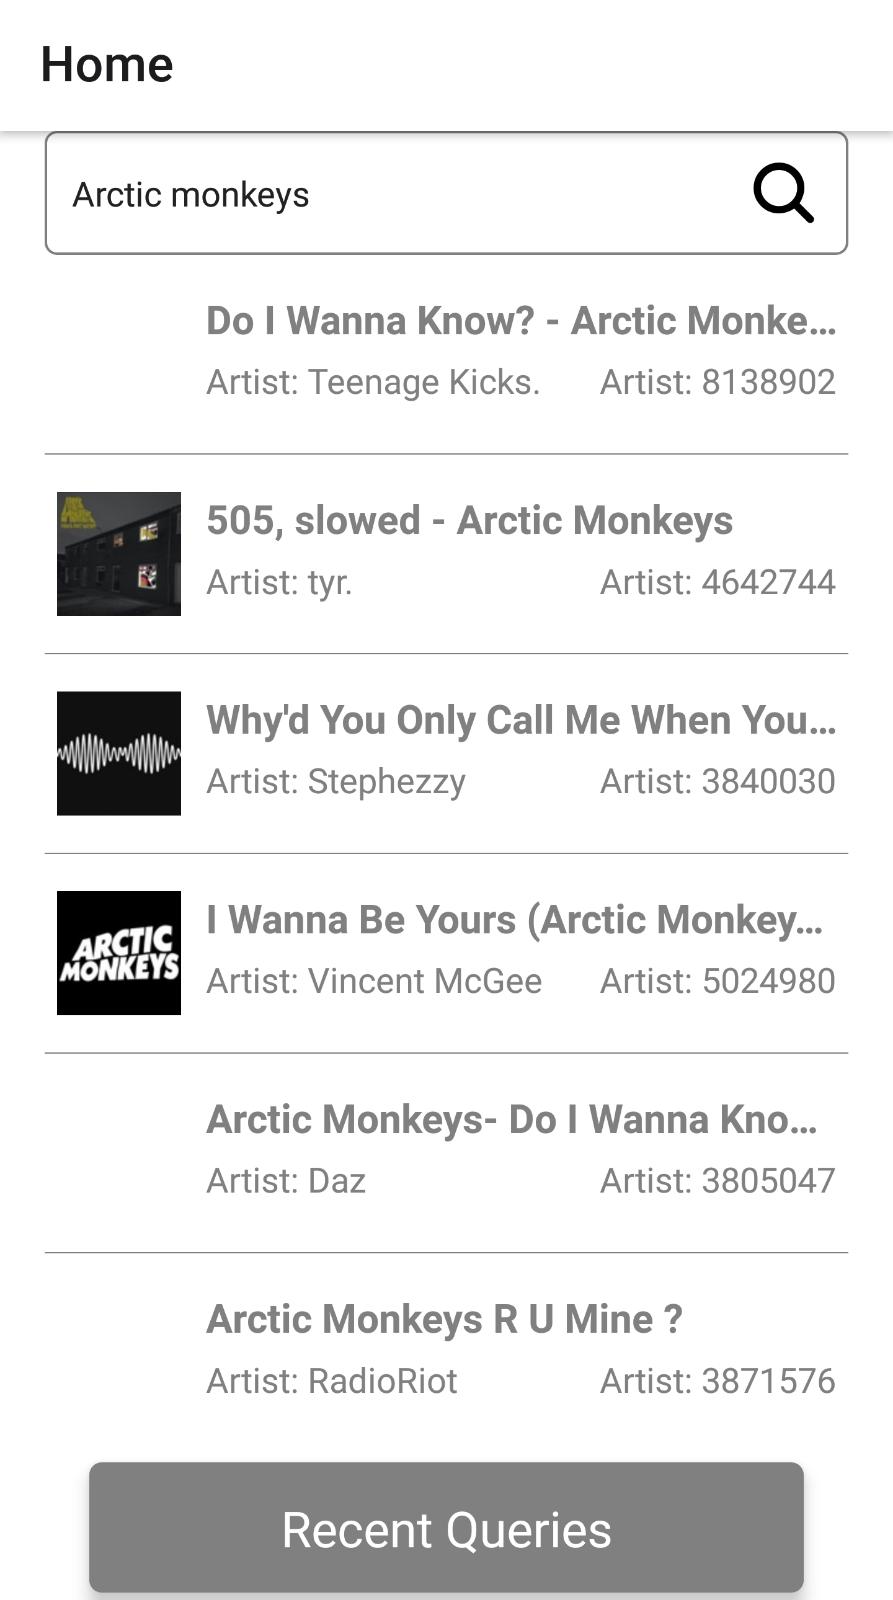 Home
Arctic monkeys
Do I Wanna Know? - Arctic Monke...
Artist: Teenage Kicks. Artist: 8138902
505, slowed - Arctic Monkeys
Artist: tyr. Artist: 4642744
Why'd You Only Call Me When You...
Artist: Stephezzy Artist: 3840030
ARCTIC
MONKEYS
I Wanna Be Yours (Arctic Monkey...
Artist: Vincent McGee Artist: 5024980
Arctic Monkeys- Do I Wanna Kno...
Artist: Daz Artist: 3805047
Arctic Monkeys R U Mine ?
Artist: RadioRiot Artist: 3871576
Recent Queries